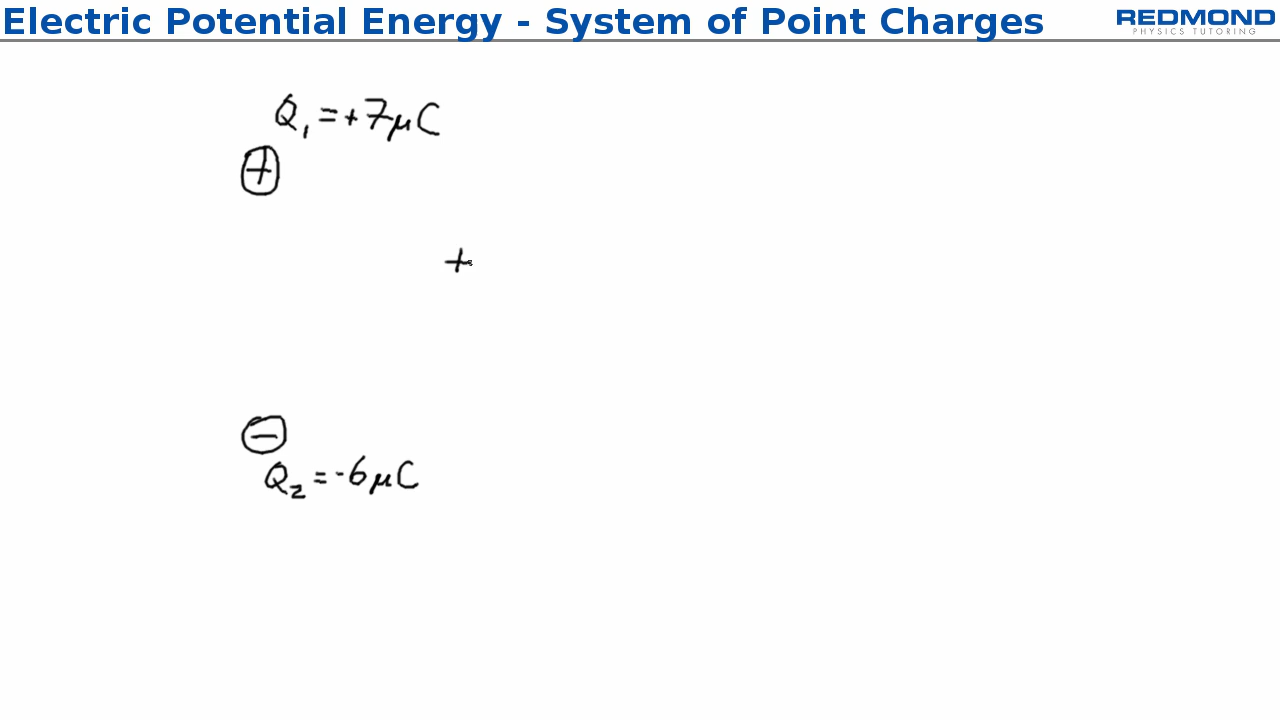 Electric Potential Energy - System of Point Charges
REDMOND
PHYSICS TUTORING
Q₁ = +7μC
+
+
−
Q₂ = -6μC